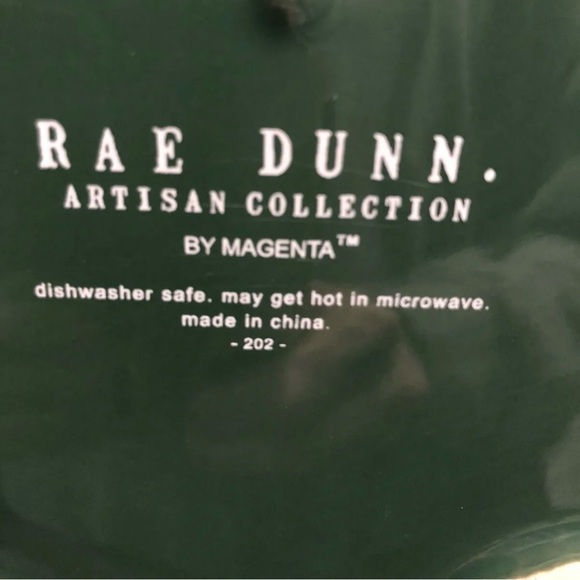 RAE DUNN.
ARTISAN COLLECTION
BY MAGENTA™
dishwasher safe. may get hot in microwave.
made in china.
- 202 -